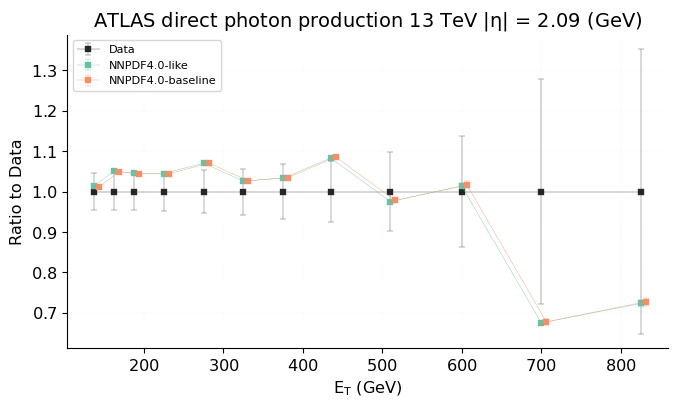 ATLAS direct photon production 13 TeV |η| = 2.09 (GeV)
Data
NNPDF4.0-like
NNPDF4.0-baseline
Ratio to Data
1.3
1.2
1.1
1.0
0.9
0.8
0.7
200 300 400 500 600 700 800
E_T (GeV)